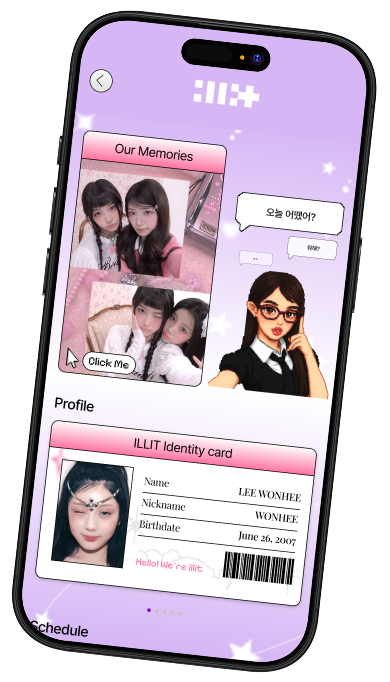 :ILLIT
Our Memories
오늘 어땠어?
뭐해?
Click Me
Profile
ILLIT Identity card
Name LEE WONHEE
Nickname WONHEE
Birthdate June 26, 2007
Hello! We're illit
Schedule